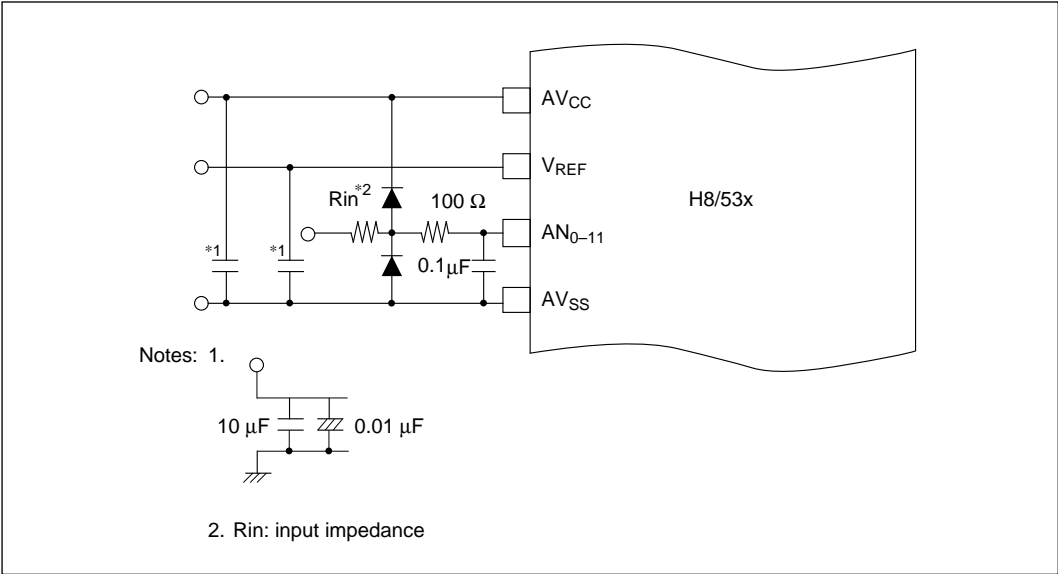 AVCC
VREF
H8/53x
Rin*2
100 Ω
AN0–11
*1
*1
0.1µF
AVSS
Notes: 1.
10 µF
0.01 µF
2. Rin: input impedance